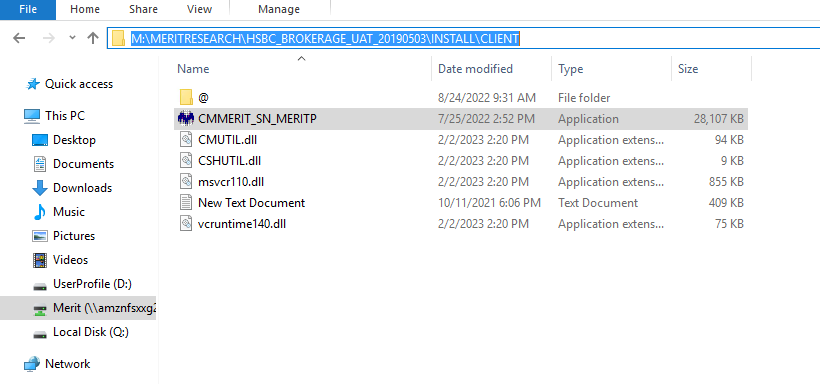 File Home Share View Manage
M:\MERITRESEARCH\HSBC_BROKERAGE_UAT_20190503\INSTALL\CLIENT
Name Date modified Type Size
Quick access
This PC
Desktop
Documents
Downloads
Music
Pictures
Videos
UserProfile (D:)
Merit (\\amznfsxxg2
Local Disk (Q:)
Network
@ 8/24/2022 9:31 AM File folder
CMMERIT_SN_MERITP 7/25/2022 2:52 PM Application 28,107 KB
CMUTIL.dll 2/2/2023 2:20 PM Application extens... 94 KB
CSHUTIL.dll 2/2/2023 2:20 PM Application extens... 9 KB
msvcr110.dll 2/2/2023 2:20 PM Application extens... 855 KB
New Text Document 10/11/2021 6:06 PM Text Document 409 KB
vcruntime140.dll 2/2/2023 2:20 PM Application extens... 75 KB